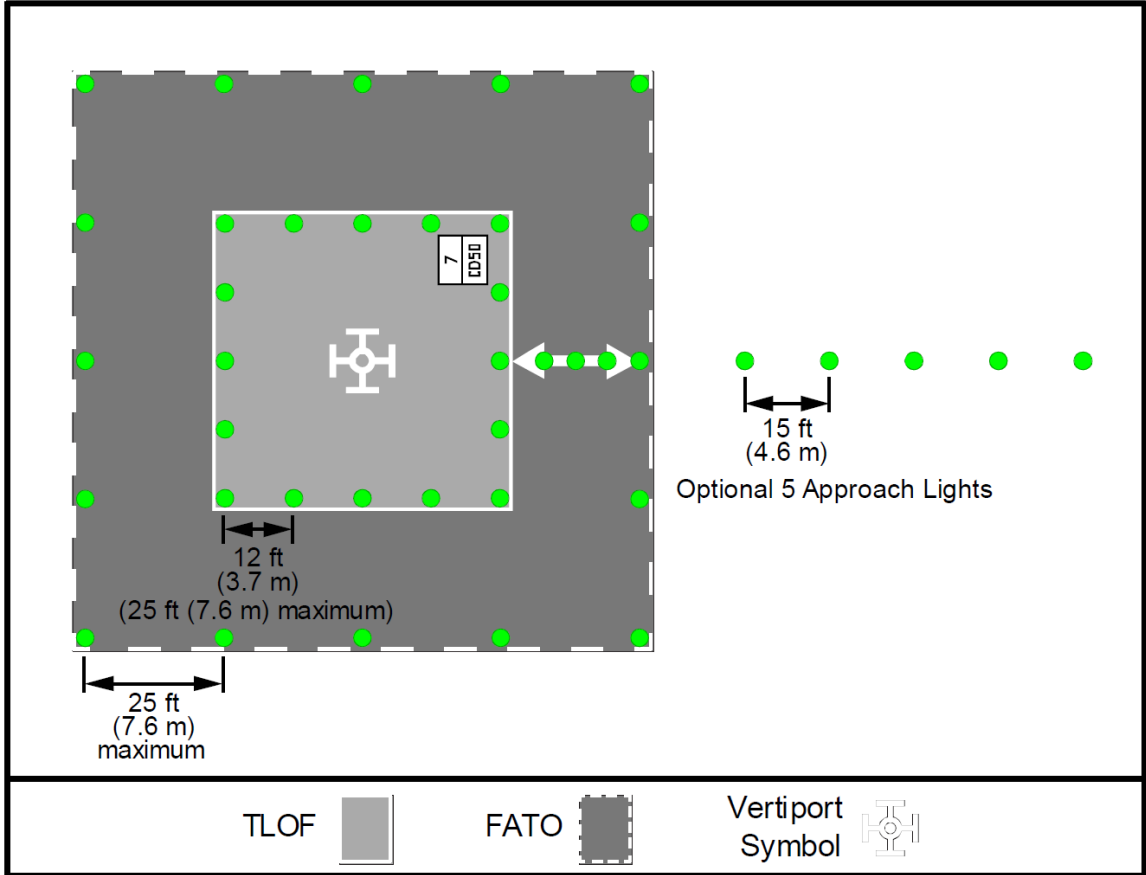 7
CD50
15 ft
(4.6 m)
Optional 5 Approach Lights
12 ft
(3.7 m)
(25 ft (7.6 m) maximum)
25 ft
(7.6 m)
maximum
TLOF
FATO
Vertiport
Symbol